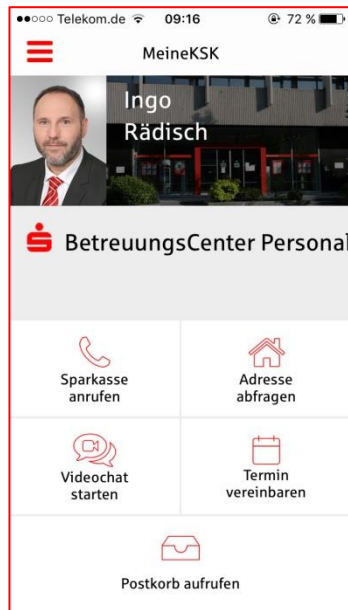 Telekom.de 09:16 72 %
MeineKSK
Ingo
Rädisch
BetreuungsCenter Personal
Sparkasse
anrufen
Adresse
abfragen
Videochat
starten
Termin
vereinbaren
Postkorb aufrufen